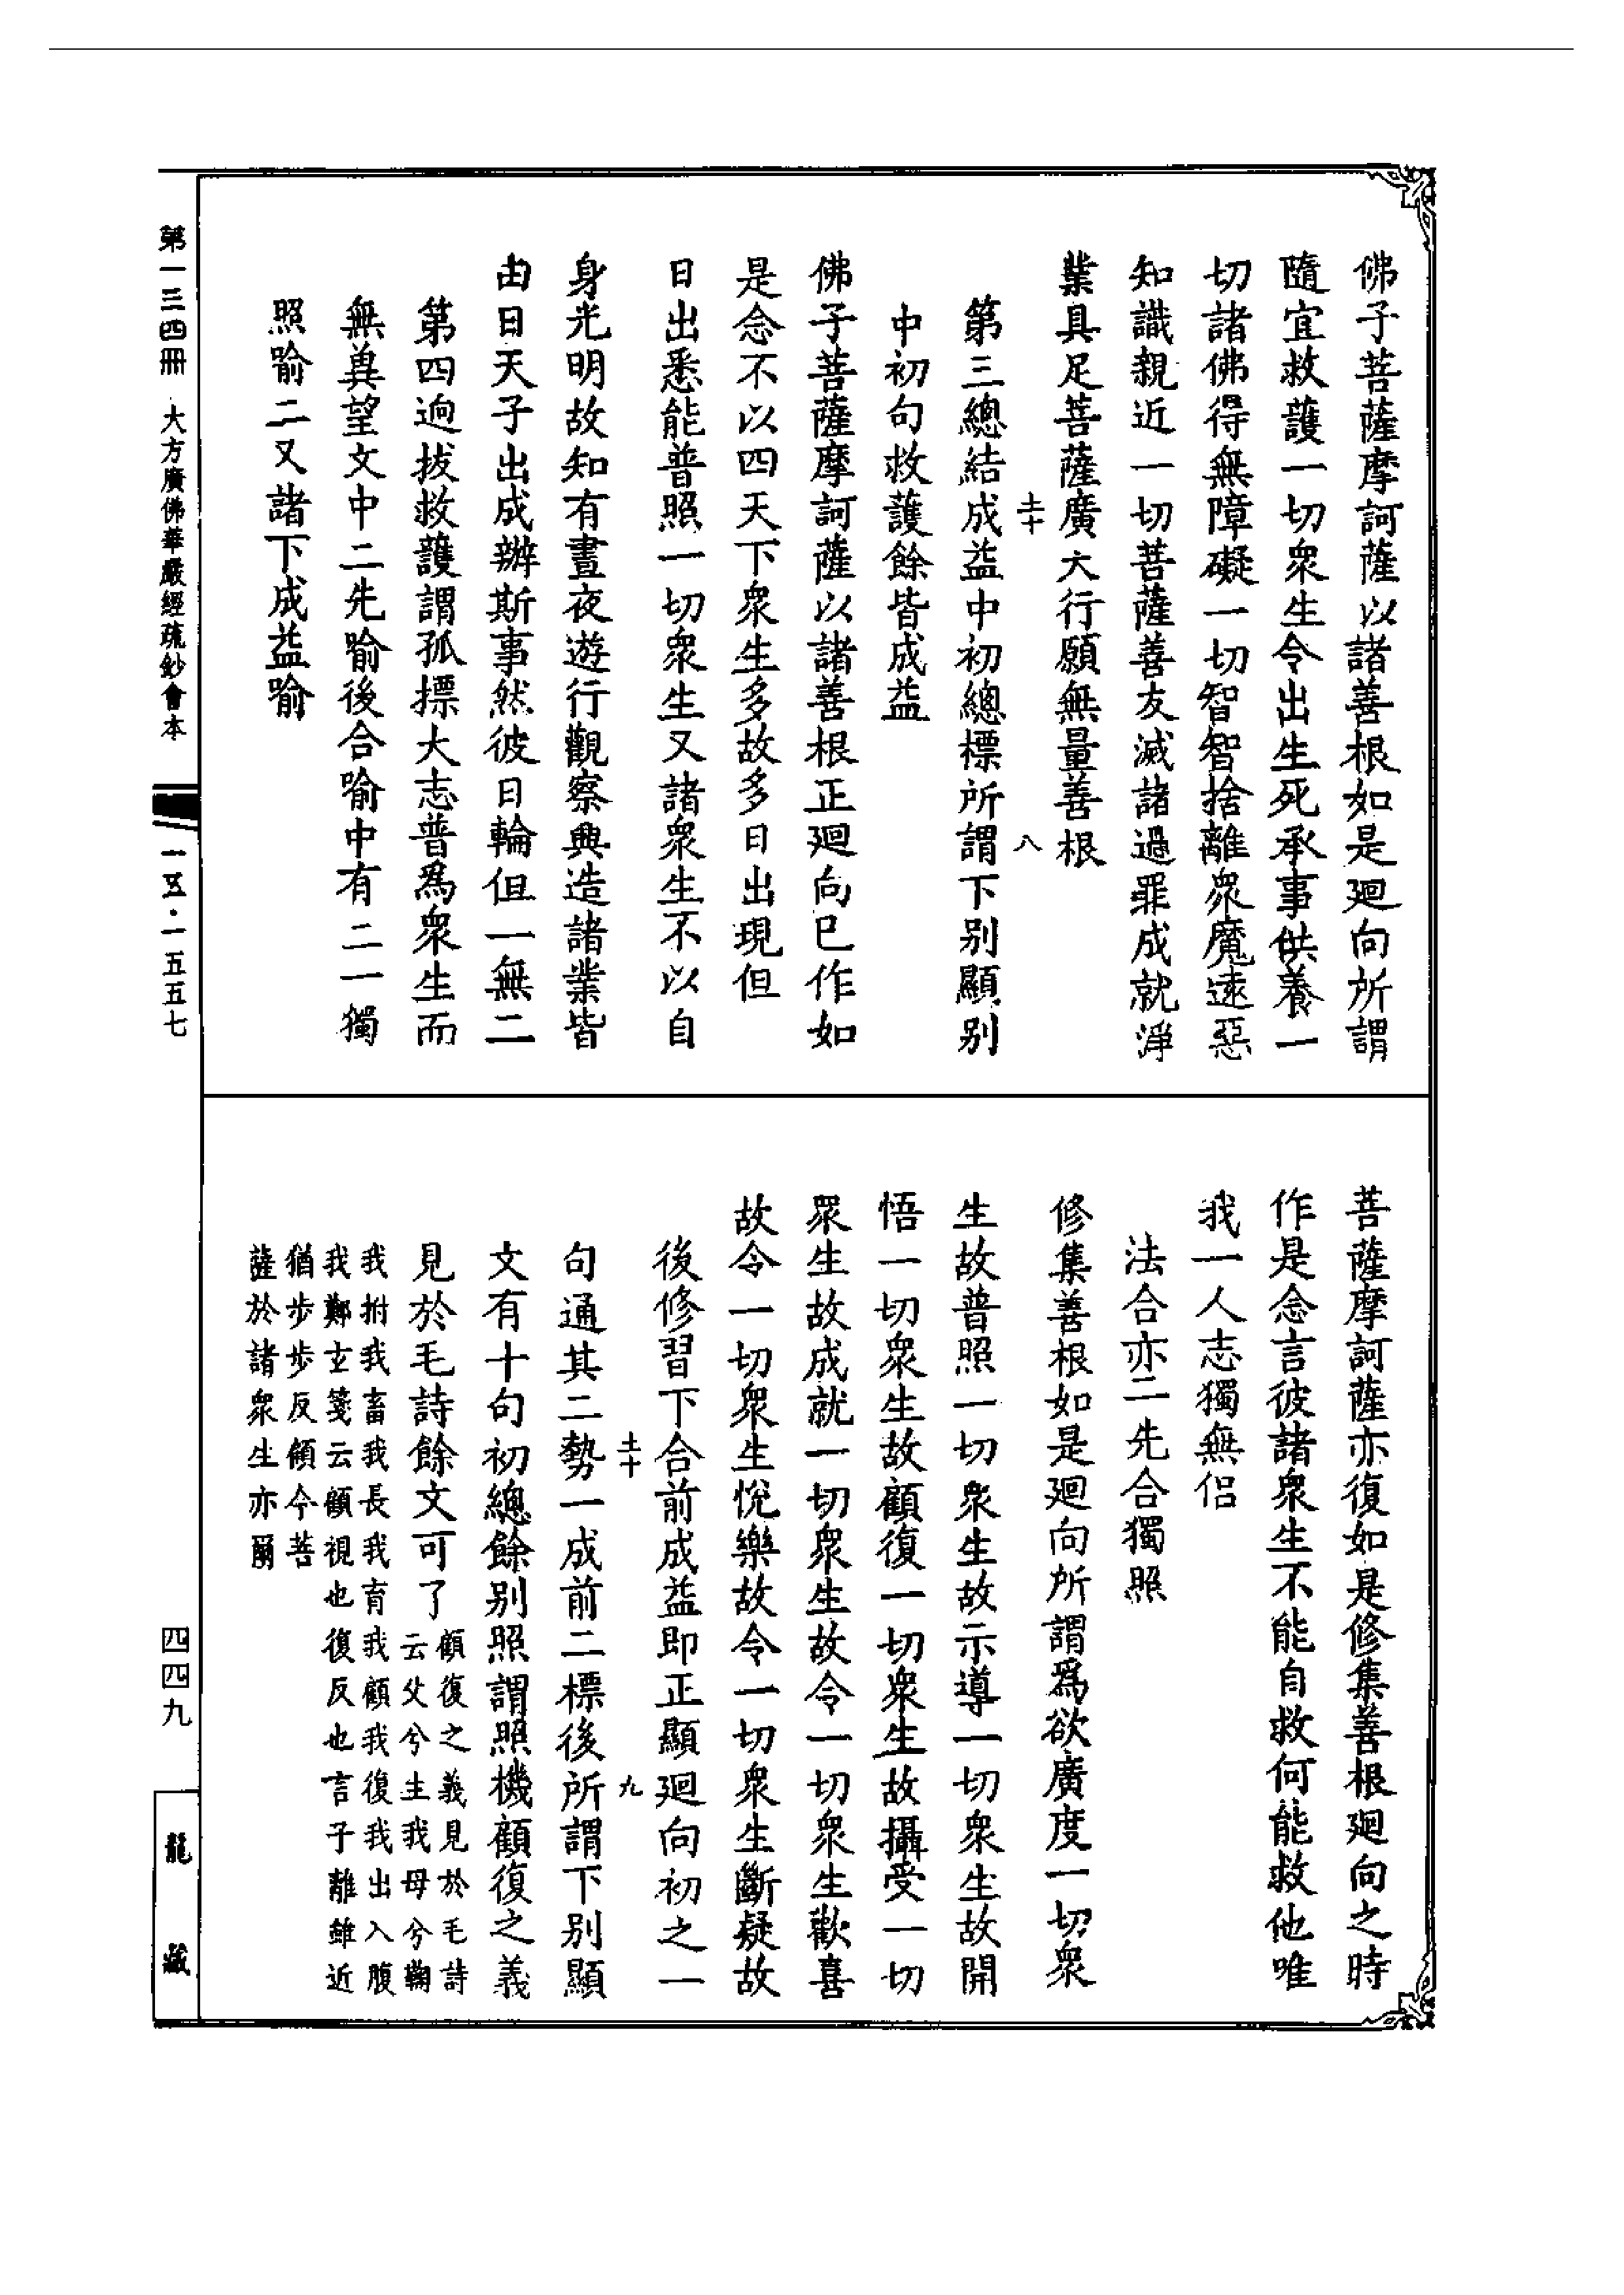 佛子菩薩摩訶薩以諸善根如是廻向所謂
隨宜救護一切衆生令出生死承事供養一
切諸佛得無障礙一切智智捨離衆魔遠惡
知識親近一切菩薩善友滅諸過罪成就淨
業具足菩薩廣大行願無量善根
八
第三總結成益中初總標所謂下別顯別
中初句救護餘皆成益
佛子菩薩摩訶薩以諸善根正廻向已作如
是念不以四天下衆生多故多日出現但
日出悉能普照一切衆生又諸衆生不以自
身光明故知有晝夜遊行觀察興造諸業皆
由日天子出成辦斯事然彼日輪但一無二
第四迥拔救護謂孤摽大志普爲衆生而
無異望文中二先喻後合喻中有二一獨
照喻二又諸下成益喻
菩薩摩訶薩亦復如是修集善根廻向之時
作是念言彼諸衆生不能自救何能救他唯
我一人志獨無侣
法合亦二先合獨照
修集善根如是廻向所謂爲欲廣度一切衆
生故普照一切衆生故示導一切衆生故開
悟一切衆生故顧復一切衆生故攝受一切
衆生故成就一切衆生故令一切衆生歡喜
故令一切衆生悅樂故令一切衆生斷疑故
後修習下合前成益即正顯廻向初之一
九
句通其二勢一成前二標後所謂下別顯
文有十句初總餘別照謂照機顧復之義
見於毛詩餘文可了顧復之義見於毛詩
云父兮生我母兮鞠
我拊我畜我長我育我顧我復我出入腹
我鄭玄箋云顧視也復反也言子離雖近
猶步步反顧今菩
薩於諸衆生亦爾
第一三四冊 大方廣佛華嚴經疏鈔會本
一五·一五五七
四四九
龍藏